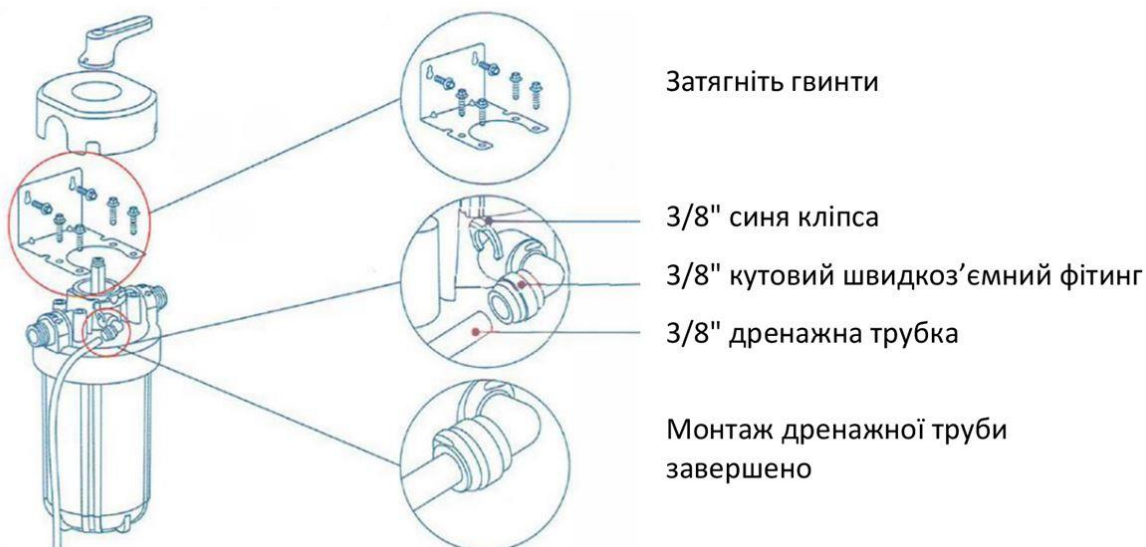 Затягніть гвинти
3/8" синя кліпса
3/8" кутовий швидкоз’ємний фітинг
3/8" дренажна трубка
Монтаж дренажної труби
завершено